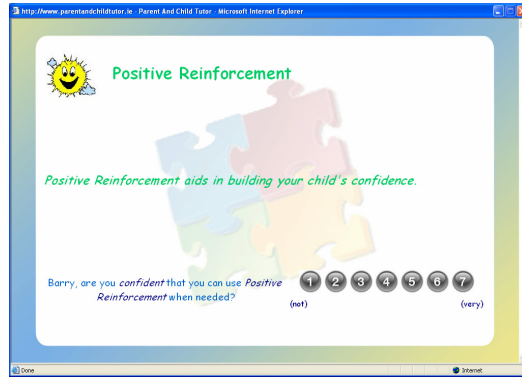 http://www.parentandchildtutor.ie - Parent And Child Tutor - Microsoft Internet Explorer
Positive Reinforcement
Positive Reinforcement aids in building your child's confidence.
Barry, are you confident that you can use Positive
Reinforcement when needed?
1 2 3 4 5 6 7
(not) (very)
Done Internet